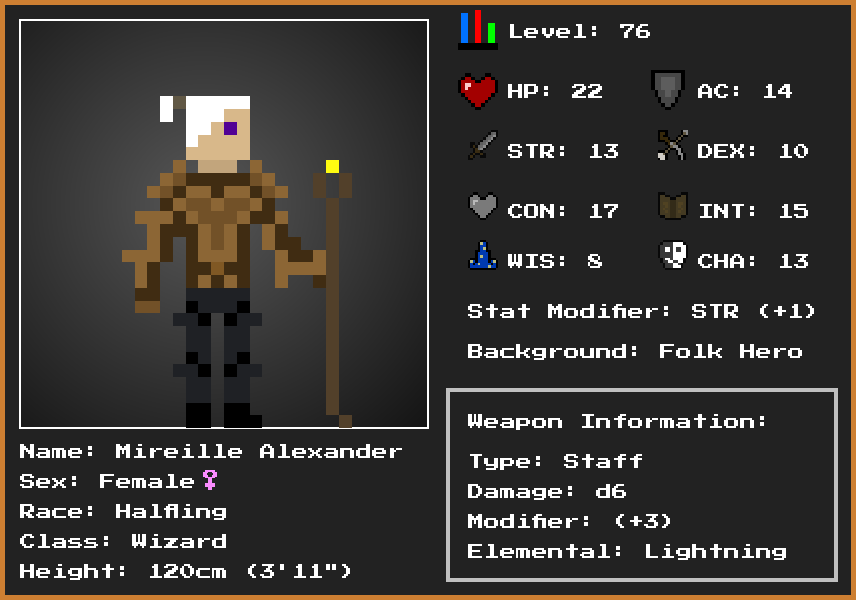 Level: 76
HP: 22 AC: 14
STR: 13 DEX: 10
CON: 17 INT: 15
WIS: 8 CHA: 13
Stat Modifier: STR (+1)
Background: Folk Hero
Weapon Information:
Type: Staff
Damage: d6
Modifier: (+3)
Elemental: Lightning
Name: Mireille Alexander
Sex: Female♀
Race: Halfling
Class: Wizard
Height: 120cm (3'11")